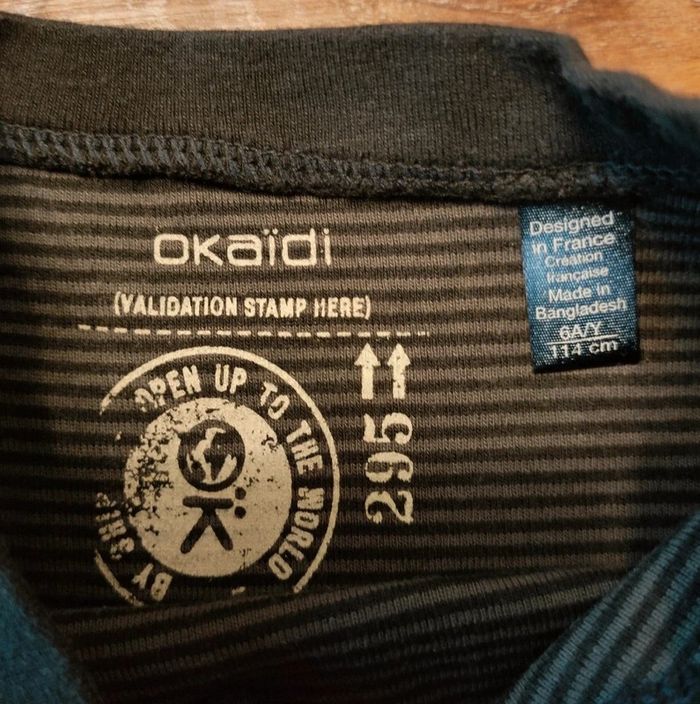 okaïdi
(VALIDATION STAMP HERE)
OPEN UP TO THE WORLD
BY
295
Designed
in France
Création
française
Made in
Bangladesh
6A/Y
114 cm